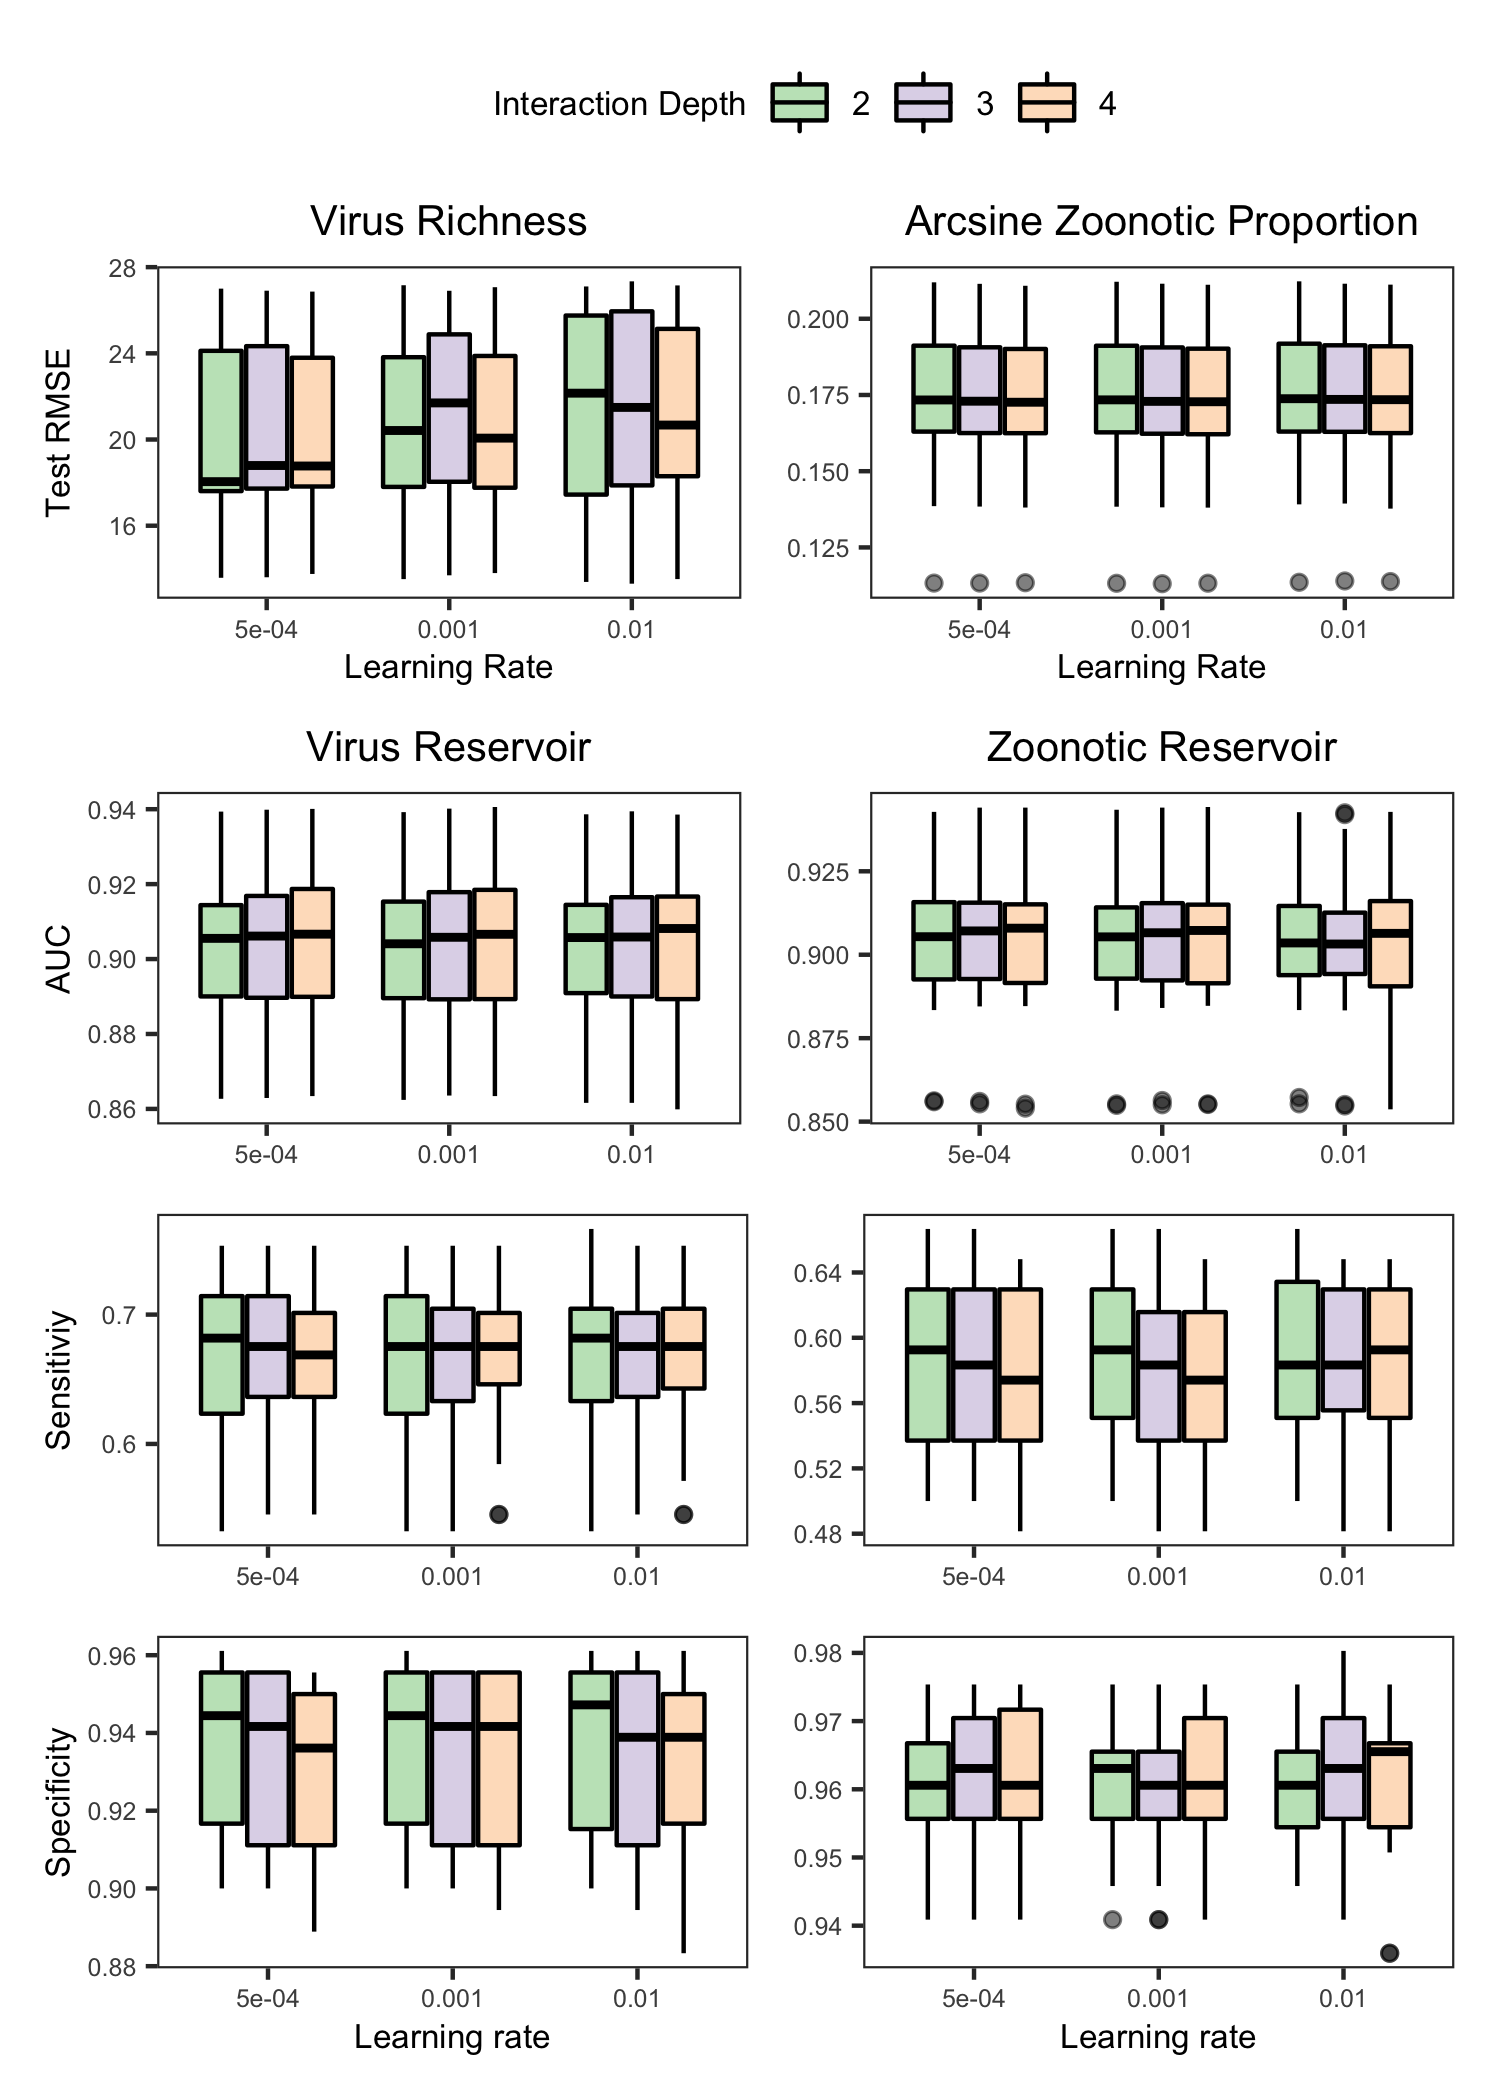 Interaction Depth 2 3 4
Virus Richness
Arcsine Zoonotic Proportion
Test RMSE
28
24
20
16
5e-04 0.001 0.01
Learning Rate
0.200
0.175
0.150
0.125
5e-04 0.001 0.01
Learning Rate
Virus Reservoir
Zoonotic Reservoir
AUC
0.94
0.92
0.90
0.88
0.86
5e-04 0.001 0.01
0.925
0.900
0.875
0.850
5e-04 0.001 0.01
Sensitiviy
0.7
0.6
5e-04 0.001 0.01
0.64
0.60
0.56
0.52
0.48
5e-04 0.001 0.01
Specificity
0.96
0.94
0.92
0.90
0.88
5e-04 0.001 0.01
Learning rate
0.98
0.97
0.96
0.95
0.94
5e-04 0.001 0.01
Learning rate